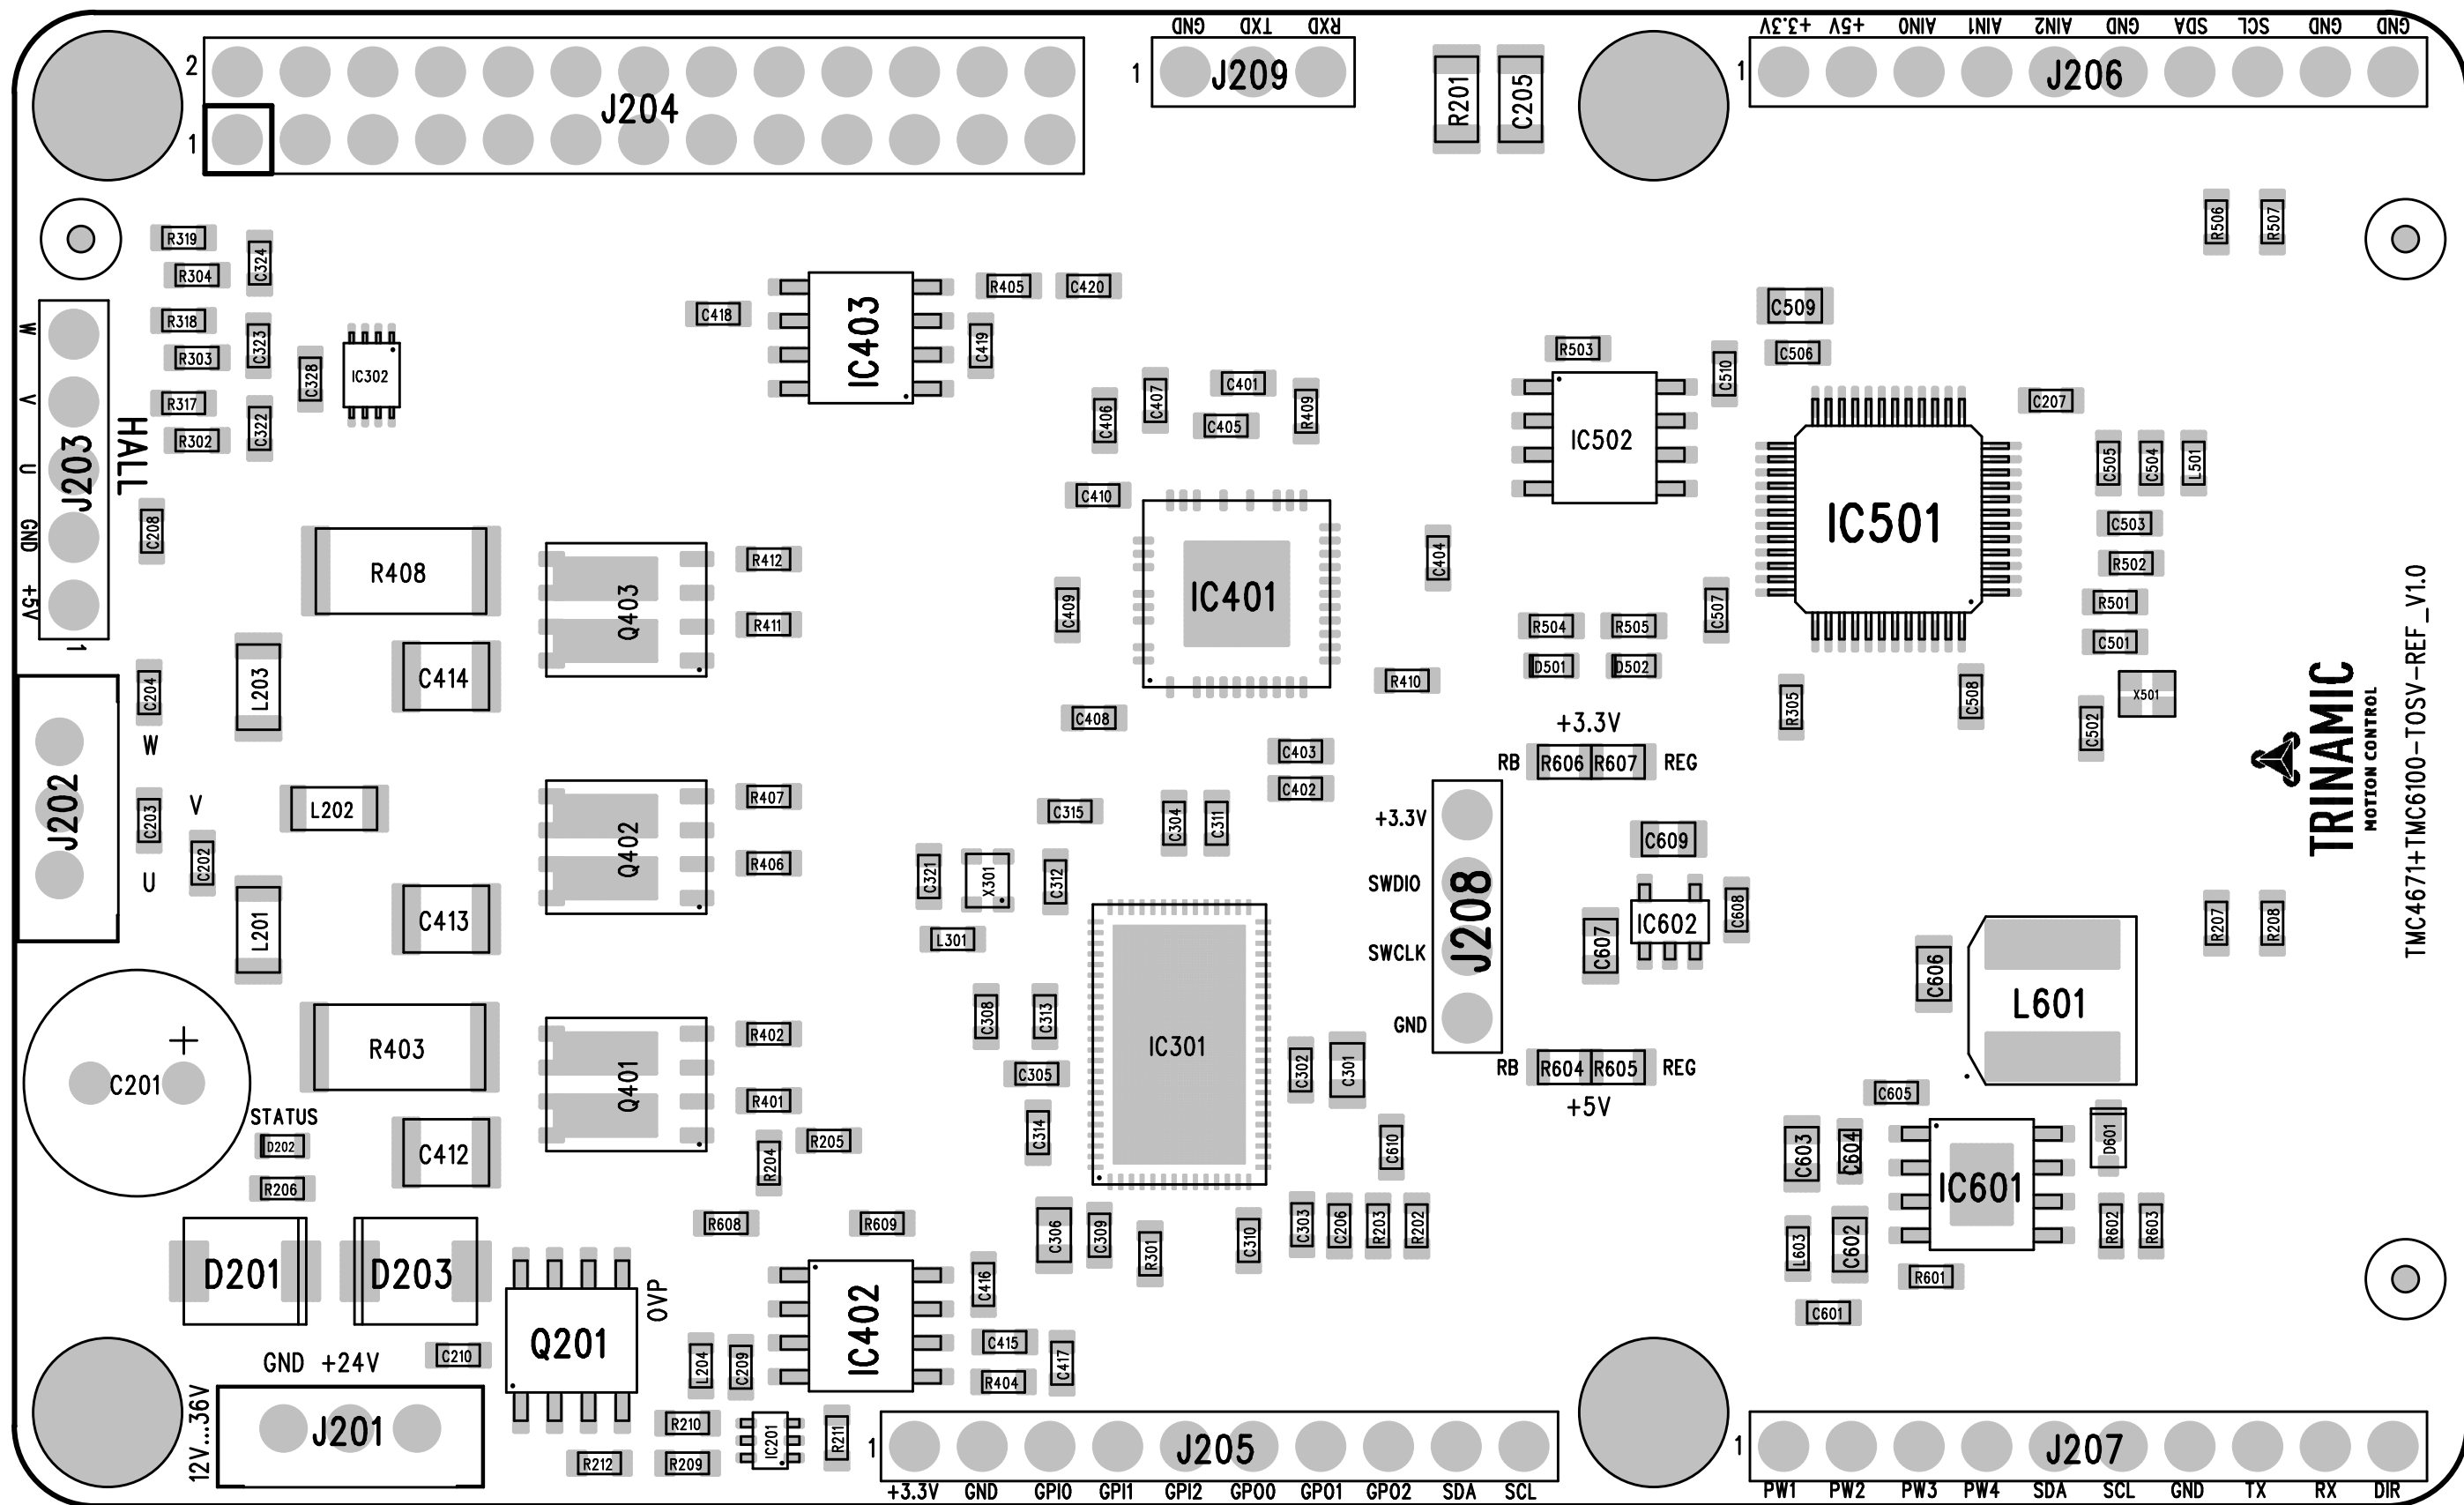 GND TXD RXD
+3.3V +5V AIN0 AIN1 AIN2 GND SDA SCL GND GND
2
J204
1
1
J209
R201
C205
1
J206
R506
R507
R319
C324
R304
R318
C323
R303
R317
C322
R302
C328
IC302
W
V
U
GND
+5V
J203
HALL
1
C208
C418
IC403
R405
C420
C419
C406
C407
C401
C405
R409
C410
IC401
C409
C404
R410
C408
C403
C402
R503
IC502
C510
C509
C506
C207
IC501
C505
C504
L501
C503
R502
R501
C501
X501
C502
C508
R305
C507
R504
R505
D501
D502
R408
C414
L203
C204
W
Q403
R412
R411
J202
C203
V
C202
U
L202
L201
C413
Q402
R407
R406
+3.3V
RB R606 R607 REG
+3.3V
SWDIO
SWCLK
GND
J208
C609
IC602
C608
C607
RB R604 R605 REG
+5V
C315
C304
C311
C321
X301
C312
L301
C308
C313
IC301
C305
C314
C302
C301
C610
C306
C309
R301
C310
C303
C206
R203
R202
R403
C201
+
STATUS
D202
R206
C412
Q401
R402
R401
R204
R205
R608
R609
D201
D203
Q201
OVP
C210
GND +24V
12V...36V
J201
R212
L204
C209
R210
R209
IC201
R211
IC402
C416
C415
R404
C417
1
J205
+3.3V GND GPI0 GPI1 GPI2 GPO0 GPO1 GPO2 SDA SCL
R207
R208
C606
L601
C605
C603
C604
IC601
D601
L603
C602
R601
C601
R602
R603
TRINAMIC
MOTION CONTROL
TMC4671+TMC6100-TOSV-REF_V1.0
1
J207
PW1 PW2 PW3 PW4 SDA SCL GND TX RX DIR